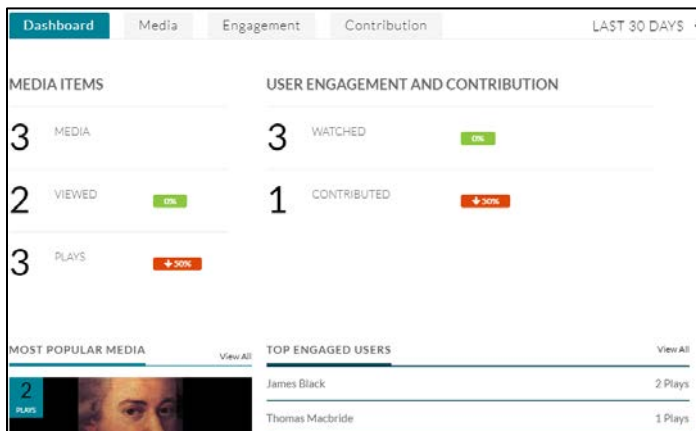 Dashboard Media Engagement Contribution LAST 30 DAYS
MEDIA ITEMS
3 MEDIA
2 VIEWED 0%
3 PLAYS 50%
USER ENGAGEMENT AND CONTRIBUTION
3 WATCHED 0%
1 CONTRIBUTED 50%
MOST POPULAR MEDIA View All
2
PLAYS
TOP ENGAGED USERS View All
James Black 2 Plays
Thomas Macbride 1 Plays